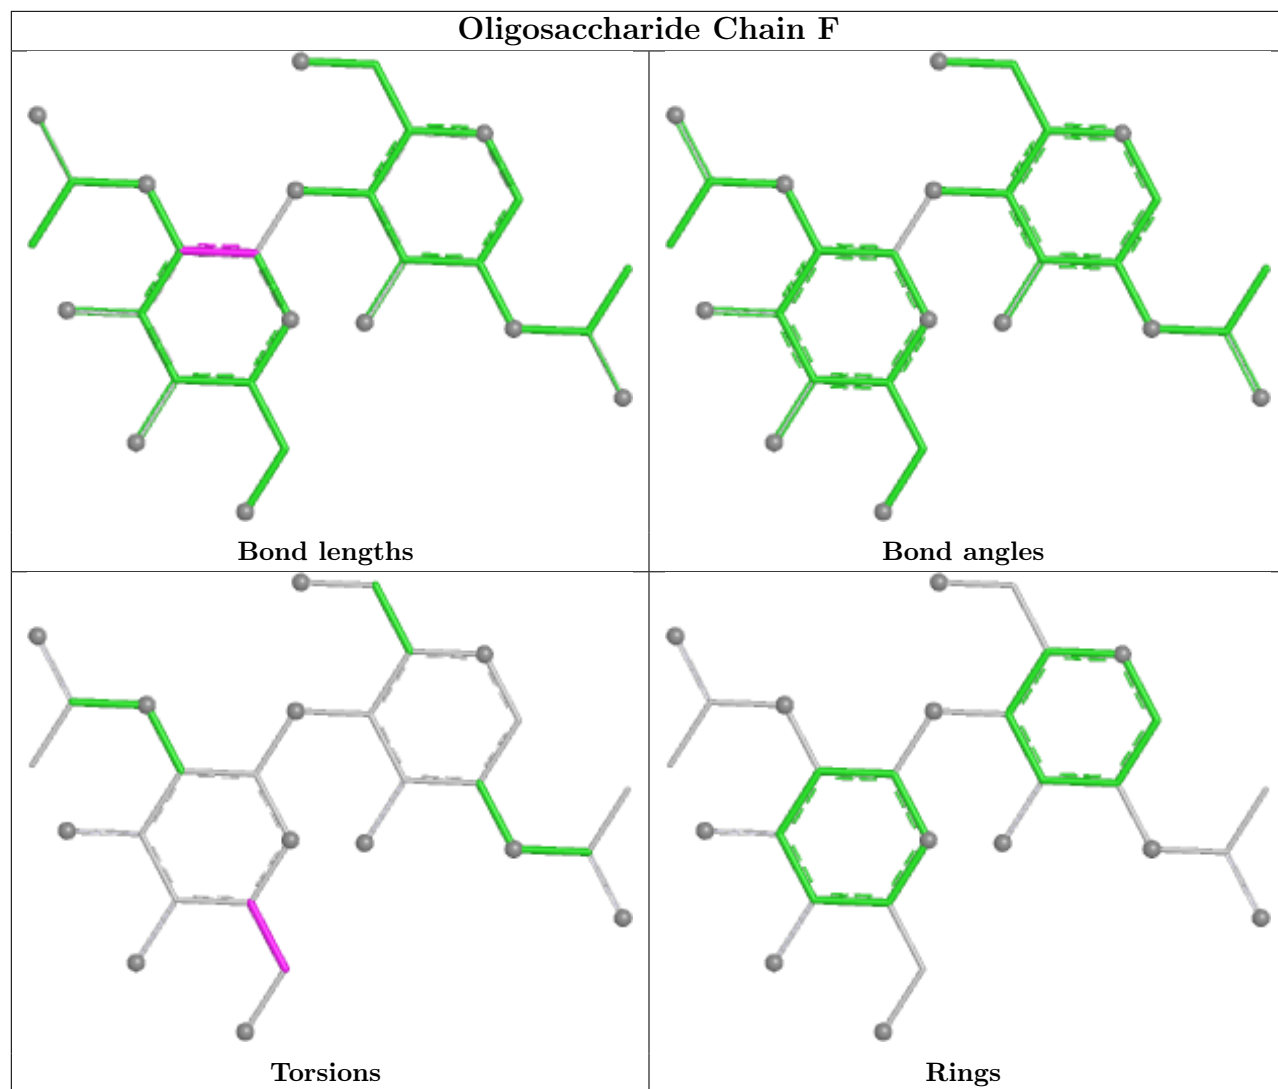 Oligosaccharide Chain F
Bond lengths
Bond angles
Torsions
Rings